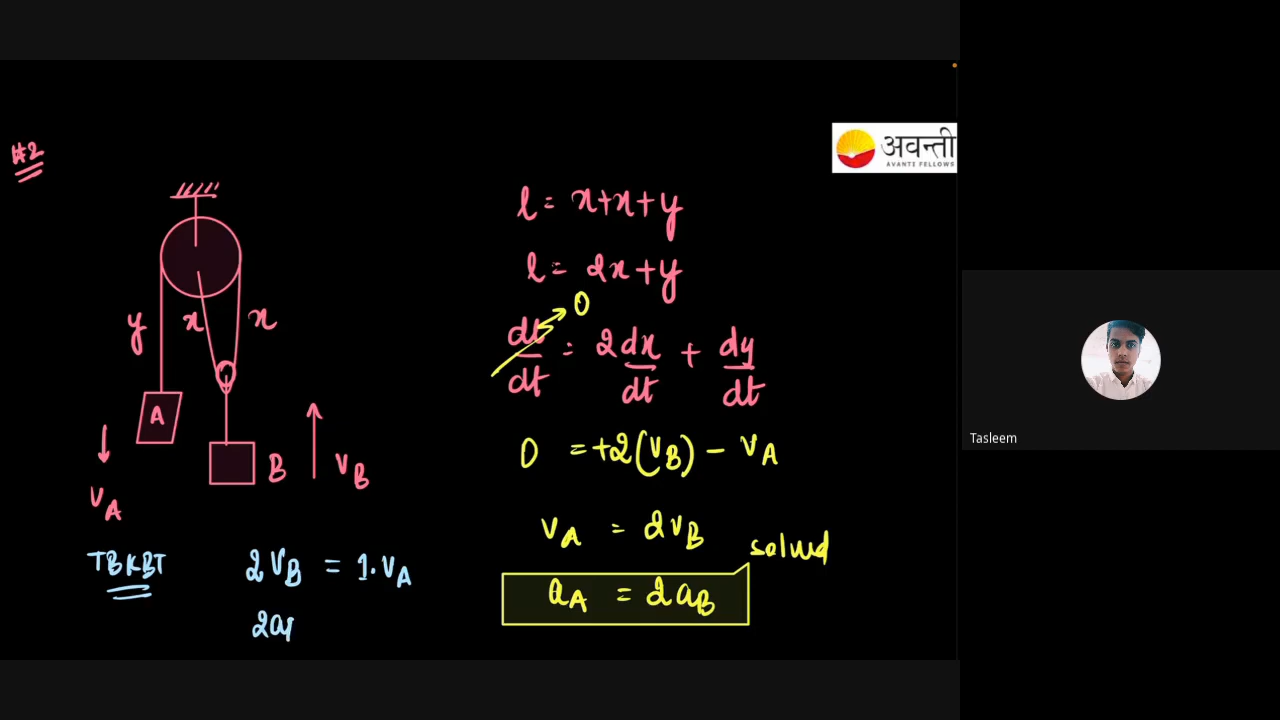 #2
अवन्ती
AVANTI FELLOWS
l = x+x+y
l = 2x+y
0
dl/dt = 2dx/dt + dy/dt
y x x
A
B
V_A
V_B
0 = +2(V_B) - V_A
V_A = 2V_B
solved
a_A = 2a_B
TBKBT 2V_B = 1.V_A
2a
Tasleem